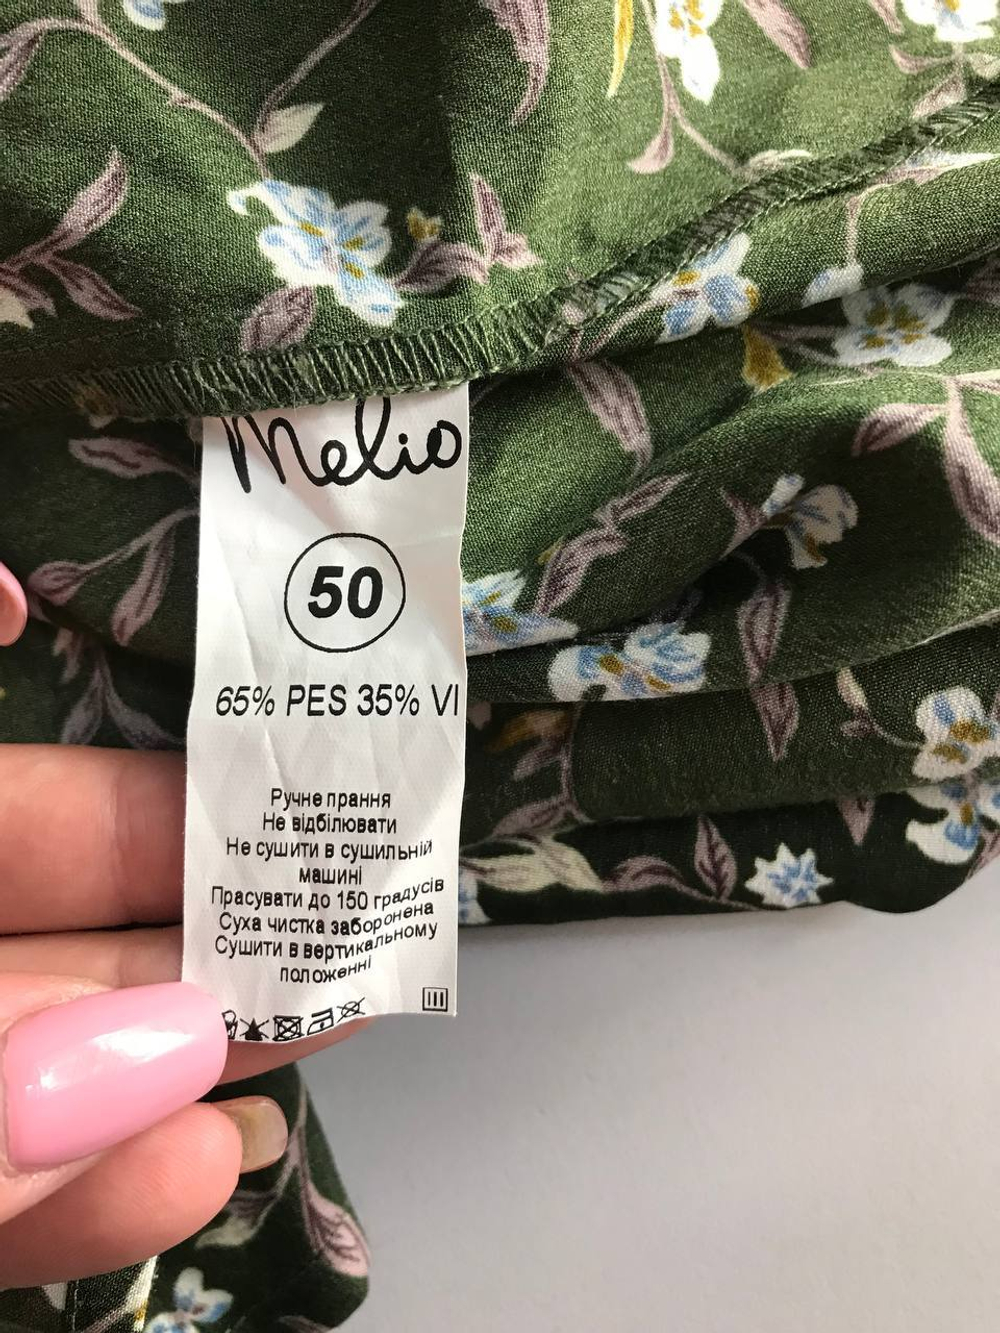 Melio
50
65% PES 35% VI
Ручне прання
Не відбілювати
Не сушити в сушильній
машині
Прасувати до 150 градусів
Суха чистка заборонена
Сушити в вертикальному
положенні